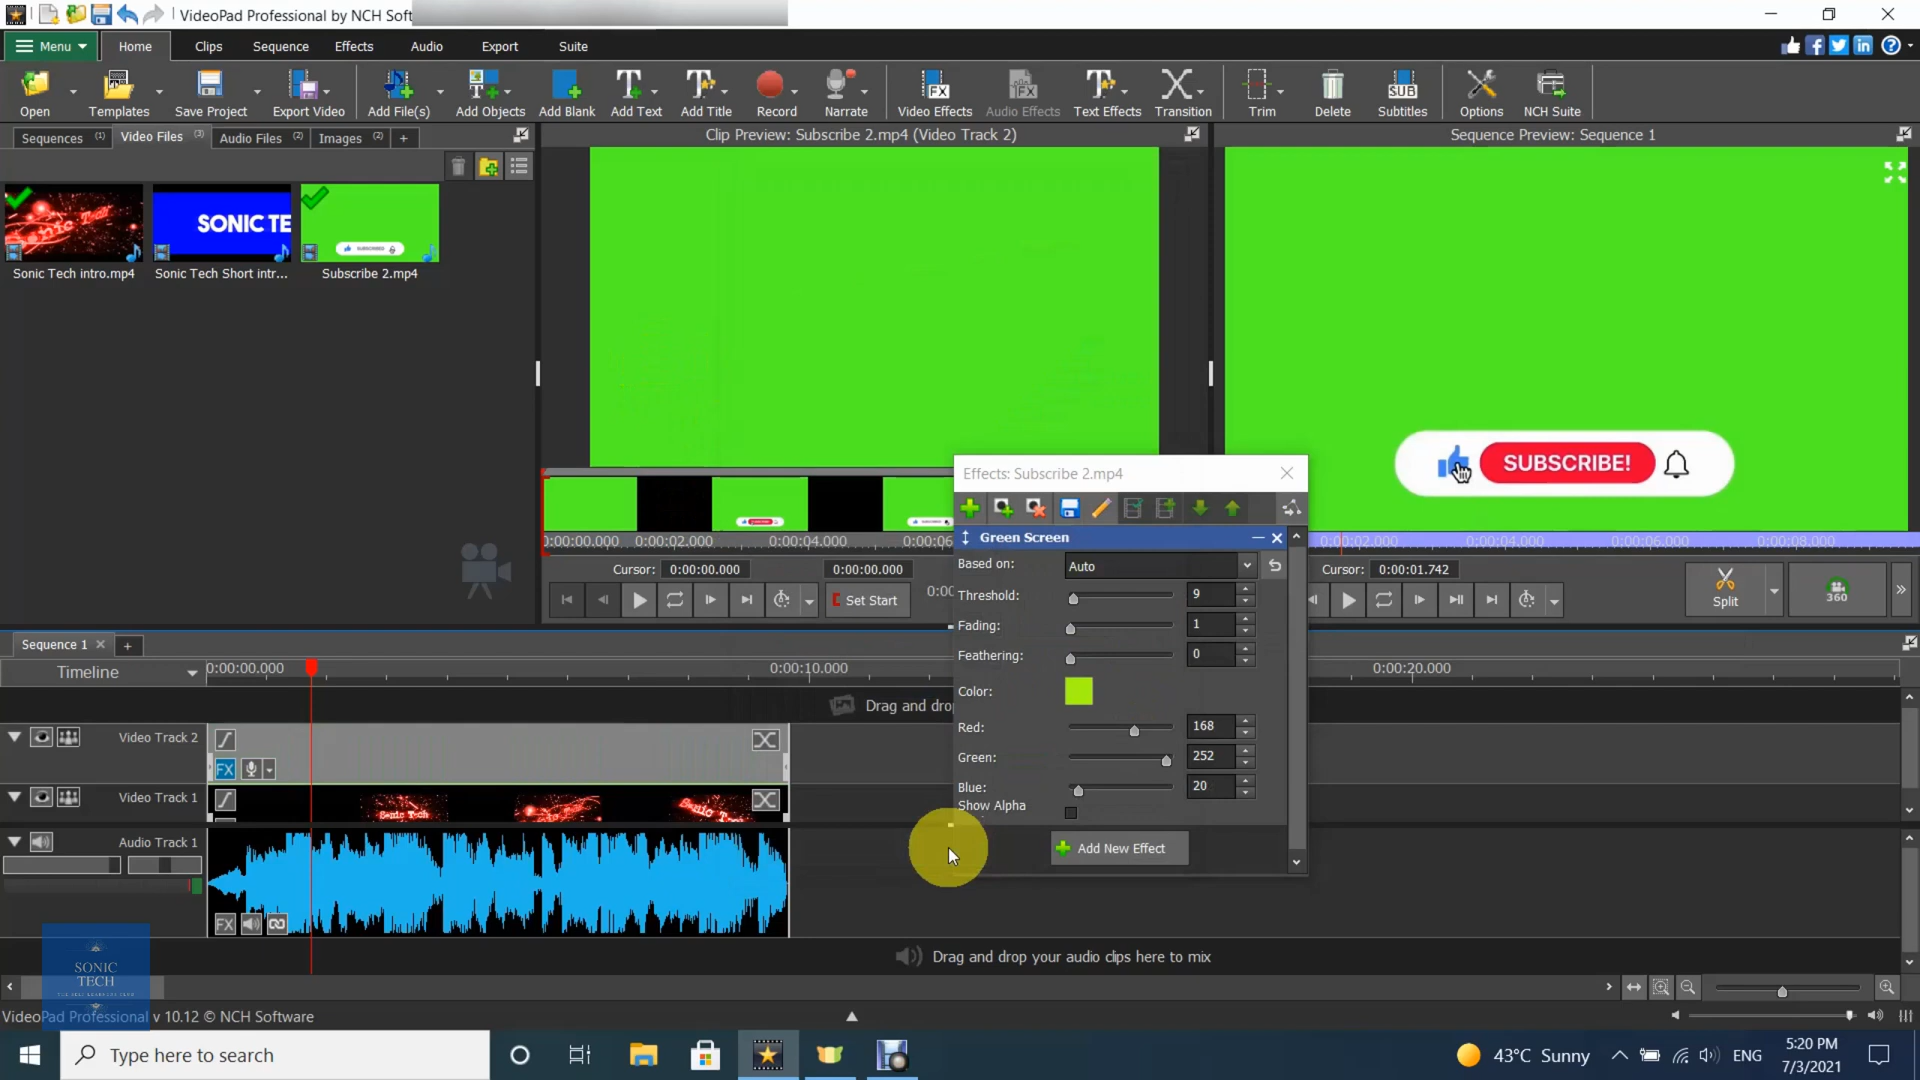 VideoPad Professional by NCH Soft
Menu
Home
Clips
Sequence
Effects
Audio
Export
Suite
Open
Templates
Save Project
Export Video
Add File(s)
Add Objects
Add Blank
Add Text
Add Title
Record
Narrate
Video Effects
Audio Effects
Text Effects
Transition
Trim
Delete
Subtitles
Options
NCH Suite
Sequences (1)
Video Files (3)
Audio Files (2)
Images (2)
+
Clip Preview: Subscribe 2.mp4 (Video Track 2)
Sequence Preview: Sequence 1
SONIC TE
Sonic Tech intro.mp4
Sonic Tech Short intr...
Subscribe 2.mp4
SUBSCRIBE!
Effects: Subscribe 2.mp4
Green Screen
Based on:
Auto
Threshold:
9
Fading:
1
Feathering:
0
Color:
Red:
168
Green:
252
Blue:
20
Show Alpha
Add New Effect
0:00:00.000
0:00:02.000
0:00:04.000
0:00:06
Cursor:
0:00:00.000
0:00:00.000
Set Start
0:00
0:00:02.000
0:00:04.000
0:00:06.000
0:00:08.000
Cursor:
0:00:01.742
Split
360
Sequence 1
Timeline
0:00:00.000
0:00:10.000
0:00:20.000
Drag and dro
Video Track 2
FX
Video Track 1
Sonic Tech
Audio Track 1
FX
SONIC
TECH
Drag and drop your audio clips here to mix
VideoPad Professional v 10.12 © NCH Software
Type here to search
43°C Sunny
ENG
5:20 PM
7/3/2021